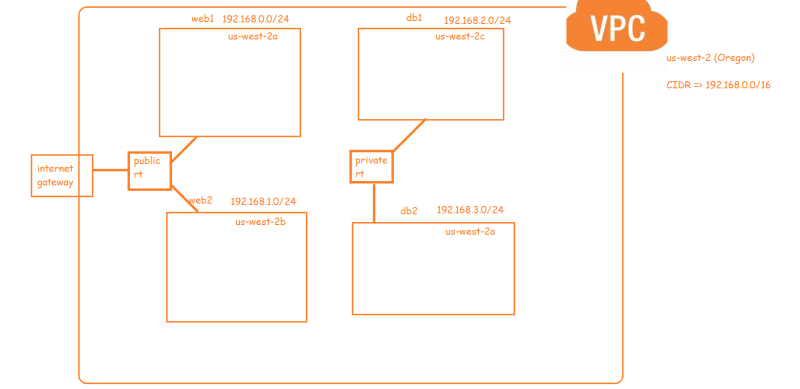 web1 192.168.0.0/24
us-west-2a
db1 192.168.2.0/24
us-west-2c
VPC
us-west-2 (Oregon)
CIDR => 192.168.0.0/16
internet
gateway
public
rt
private
rt
web2 192.168.1.0/24
us-west-2b
db2 192.168.3.0/24
us-west-2a